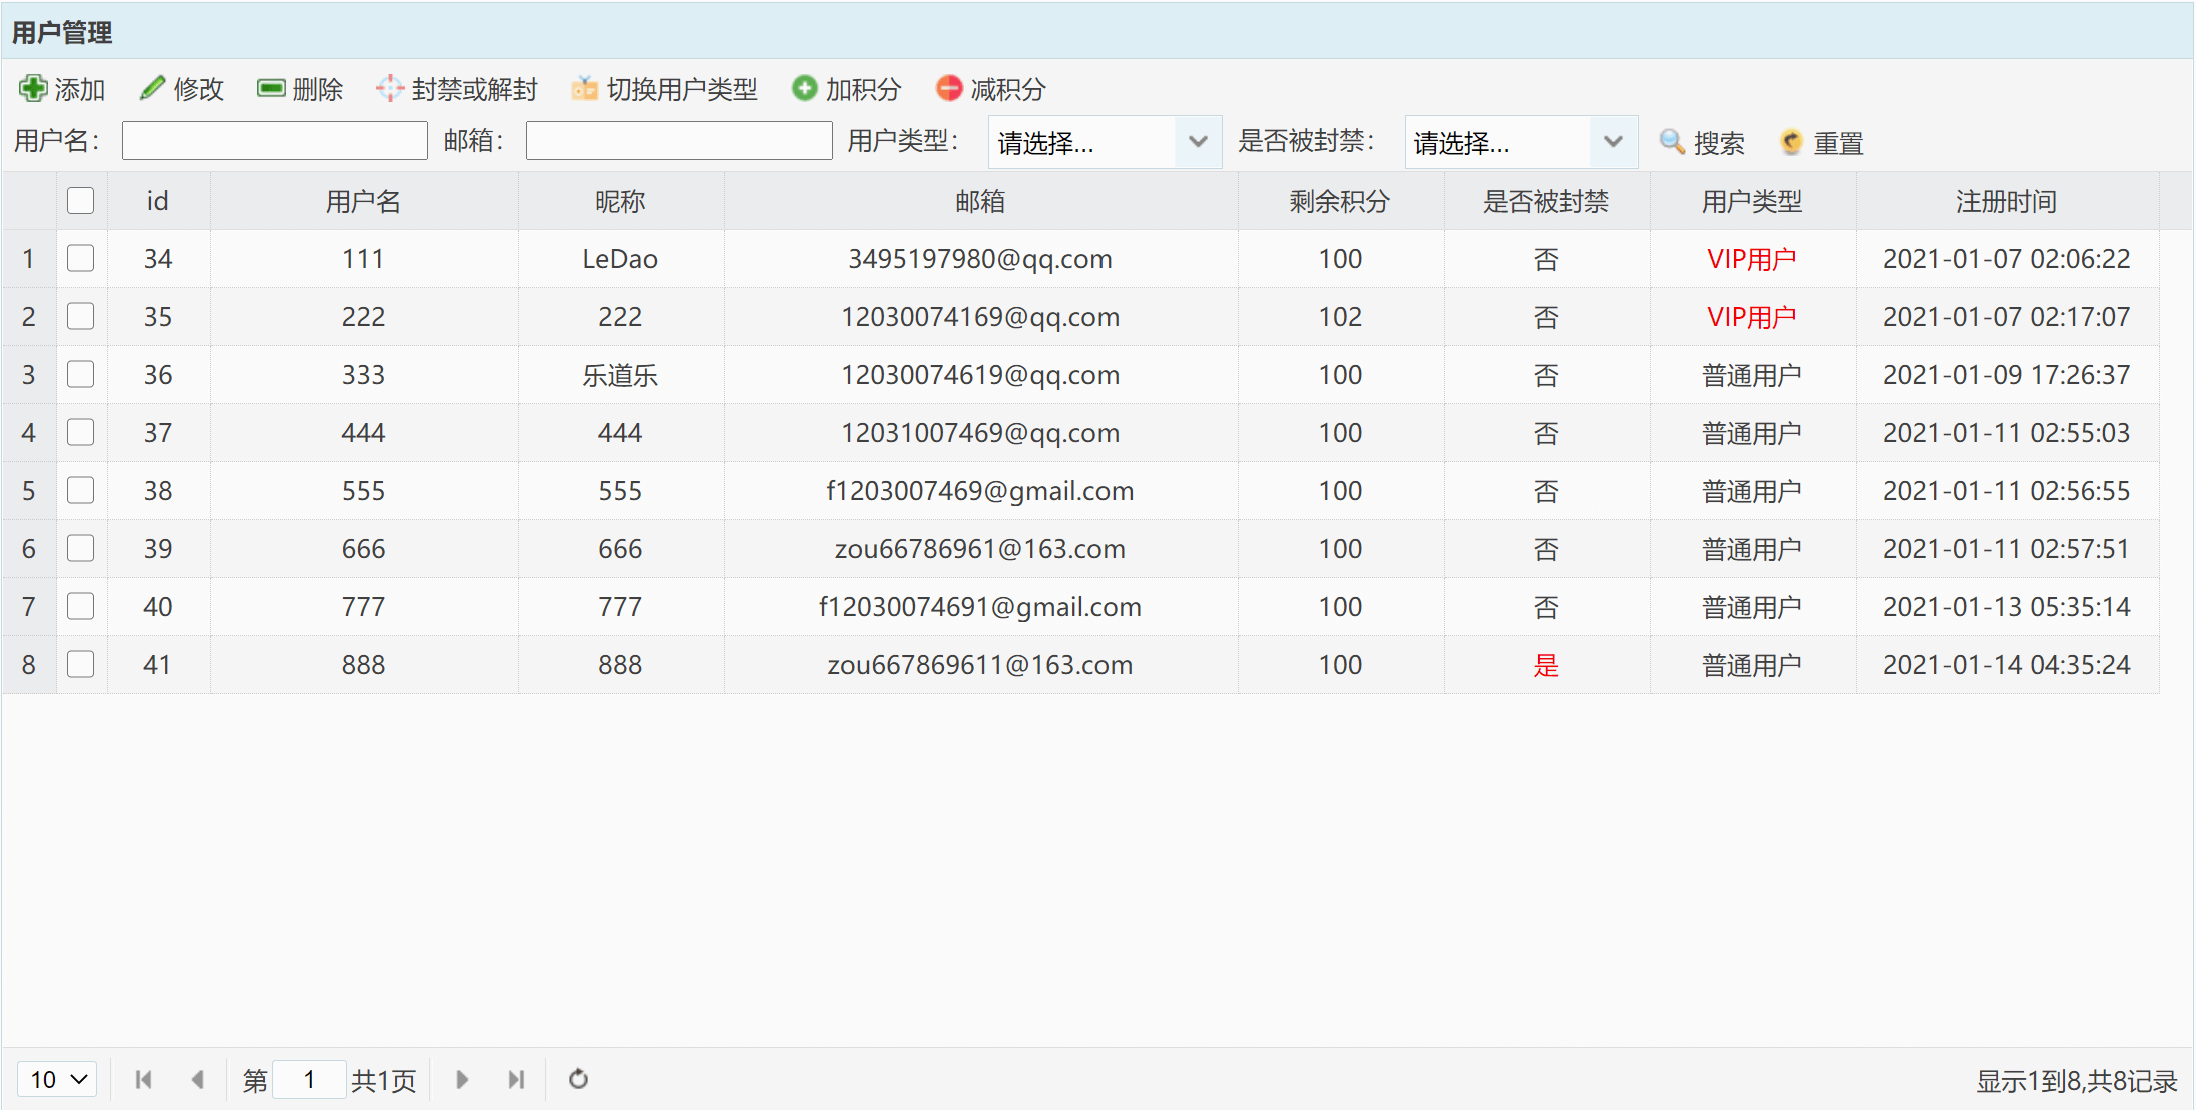 用户管理
添加 修改 删除 封禁或解封 切换用户类型 加积分 减积分
用户名： 邮箱： 用户类型： 请选择... 是否被封禁： 请选择... 搜索 重置
id 用户名 昵称 邮箱 剩余积分 是否被封禁 用户类型 注册时间
1 34 111 LeDao 3495197980@qq.com 100 否 VIP用户 2021-01-07 02:06:22
2 35 222 222 12030074169@qq.com 102 否 VIP用户 2021-01-07 02:17:07
3 36 333 乐道乐 12030074619@qq.com 100 否 普通用户 2021-01-09 17:26:37
4 37 444 444 12031007469@qq.com 100 否 普通用户 2021-01-11 02:55:03
5 38 555 555 f1203007469@gmail.com 100 否 普通用户 2021-01-11 02:56:55
6 39 666 666 zou66786961@163.com 100 否 普通用户 2021-01-11 02:57:51
7 40 777 777 f12030074691@gmail.com 100 否 普通用户 2021-01-13 05:35:14
8 41 888 888 zou667869611@163.com 100 是 普通用户 2021-01-14 04:35:24
10 第 1 共1页 显示1到8,共8记录